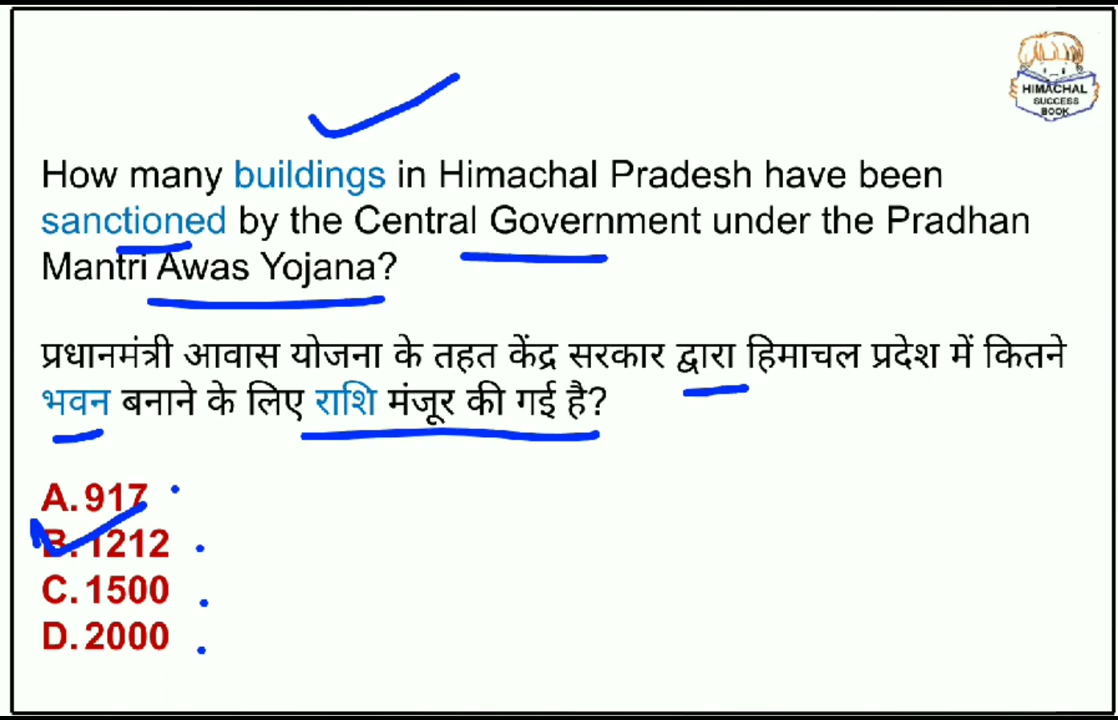 HIMACHAL
SUCCESS
BOOK
How many buildings in Himachal Pradesh have been
sanctioned by the Central Government under the Pradhan
Mantri Awas Yojana?
प्रधानमंत्री आवास योजना के तहत केंद्र सरकार द्वारा हिमाचल प्रदेश में कितने
भवन बनाने के लिए राशि मंजूर की गई है?
A. 917
B. 1212
C. 1500
D. 2000